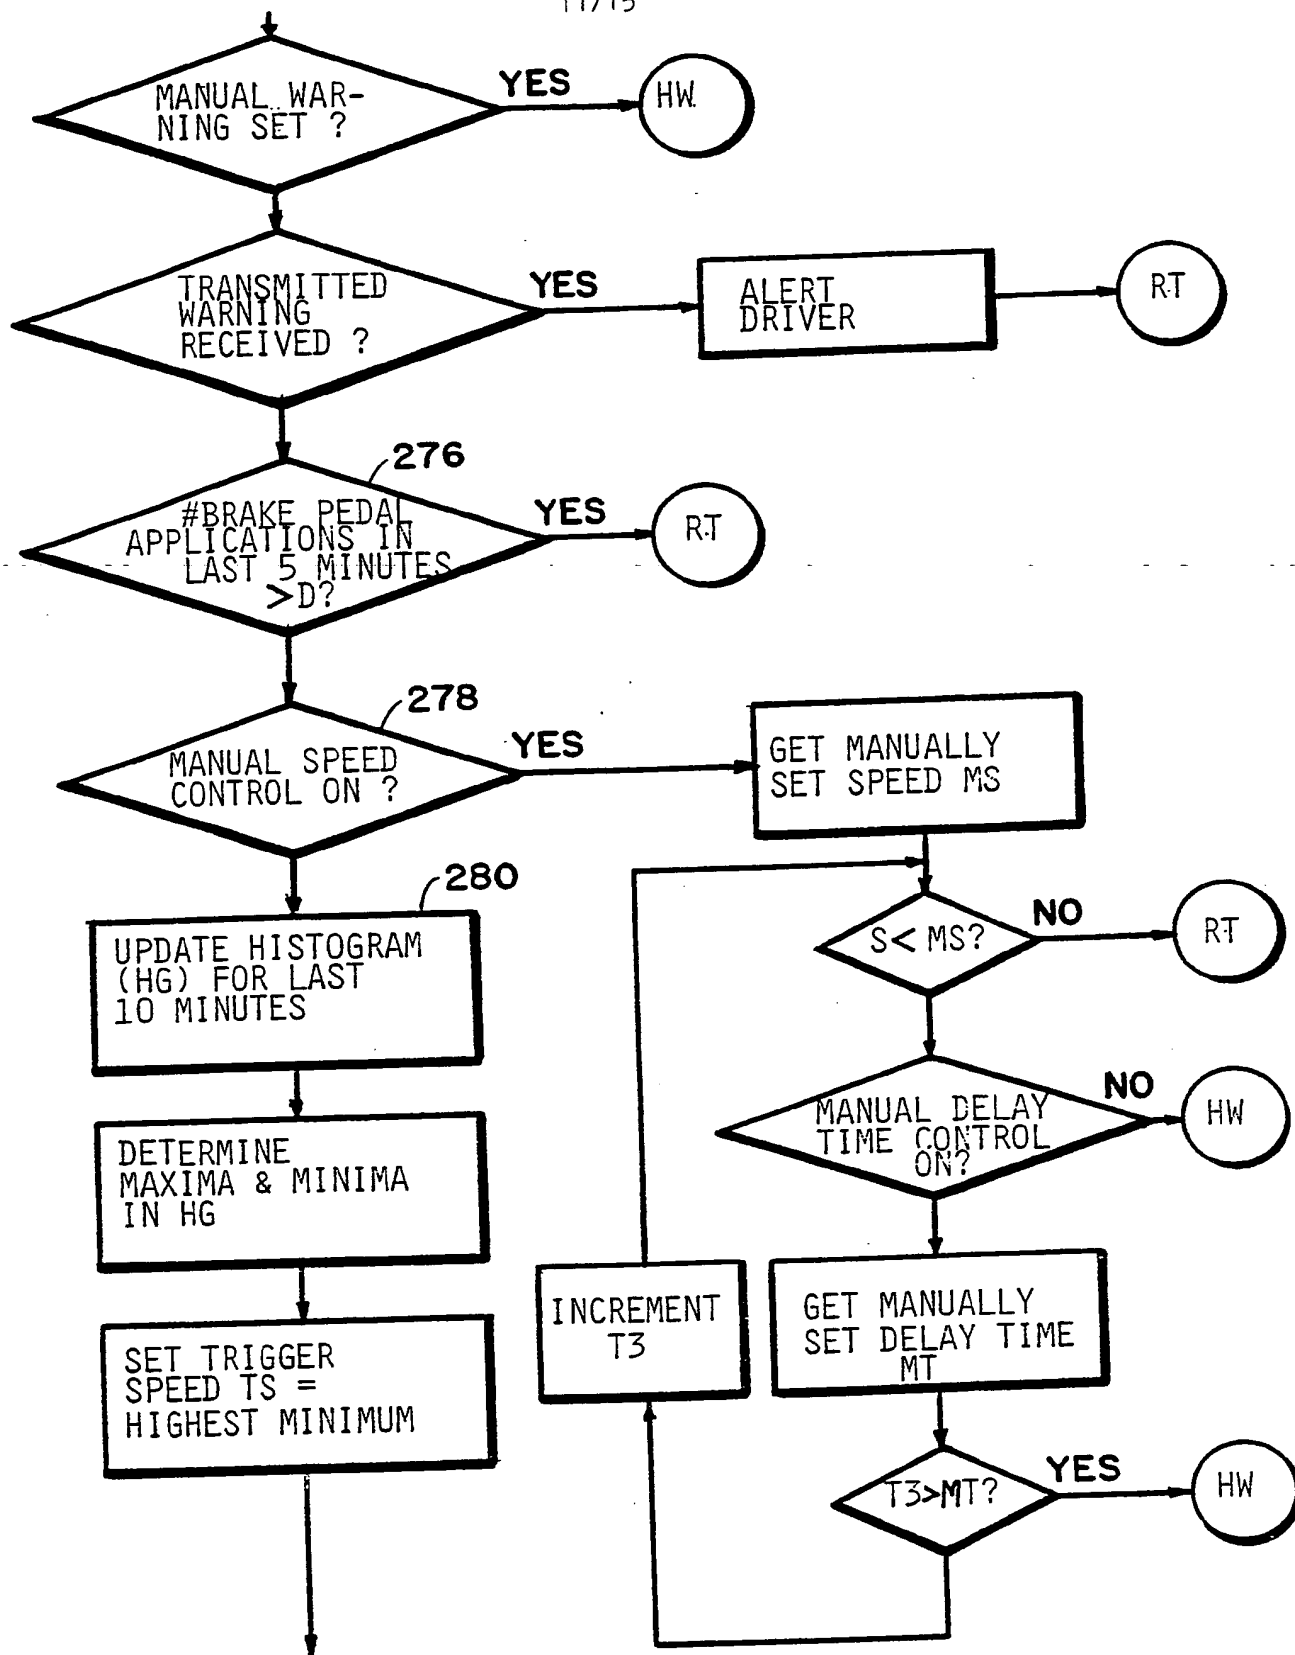 MANUAL WAR-
NING SET ?
YES
HW
TRANSMITTED
WARNING
RECEIVED ?
YES
ALERT
DRIVER
RT
276
#BRAKE PEDAL
APPLICATIONS IN
LAST 5 MINUTES
>D?
YES
RT
278
MANUAL SPEED
CONTROL ON ?
YES
GET MANUALLY
SET SPEED MS
280
UPDATE HISTOGRAM
(HG) FOR LAST
10 MINUTES
S< MS?
NO
RT
MANUAL DELAY
TIME CONTROL
ON?
NO
HW
DETERMINE
MAXIMA & MINIMA
IN HG
INCREMENT
T3
GET MANUALLY
SET DELAY TIME
MT
SET TRIGGER
SPEED TS =
HIGHEST MINIMUM
T3>MT?
YES
HW